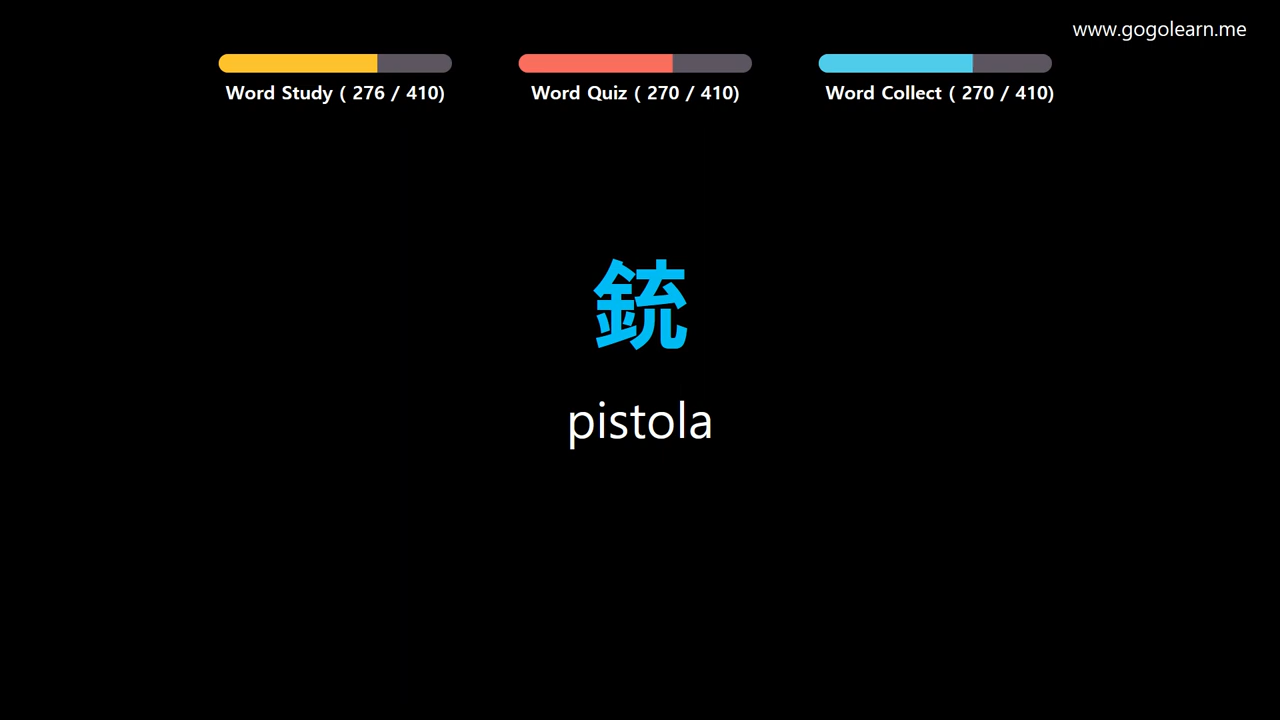 www.gogolearn.me
Word Study ( 276 / 410)
Word Quiz ( 270 / 410)
Word Collect ( 270 / 410)
銃
pistola